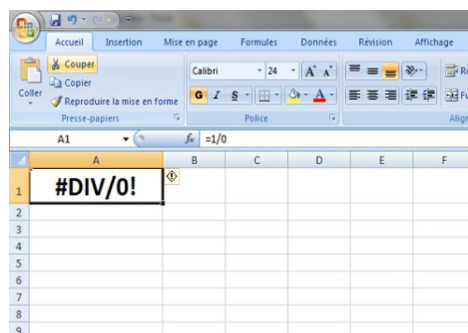 Accueil Insertion Mise en page Formules Données Révision Affichage
Coller
Couper
Copier
Reproduire la mise en forme
Presse-papiers
Calibri 24 A A
G I S A
Police
A1 fx =1/0
A B C D E F
1 #DIV/0!
2
3
4
5
6
7
8
9